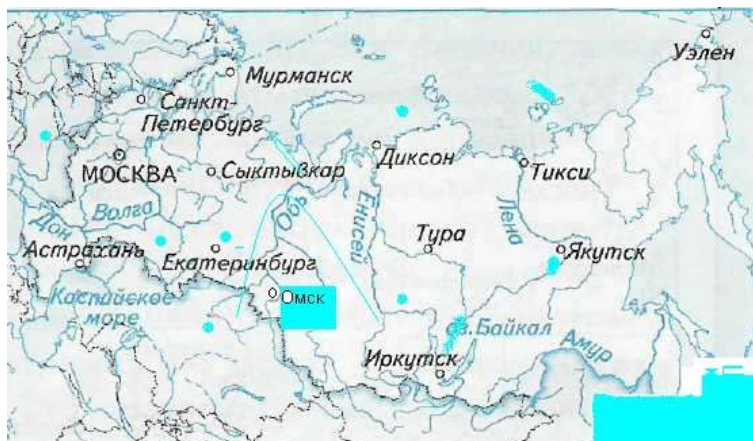 Уэлен
Мурманск
Санкт-
Петербург
Диксон
МОСКВА
Сыктывкар
Тикси
Обь
Енисей
Лена
Волга
Дон
Тура
Якутск
Астрахань
Екатеринбург
Каспийское
море
Омск
оз.Байкал
Амур
Иркутск